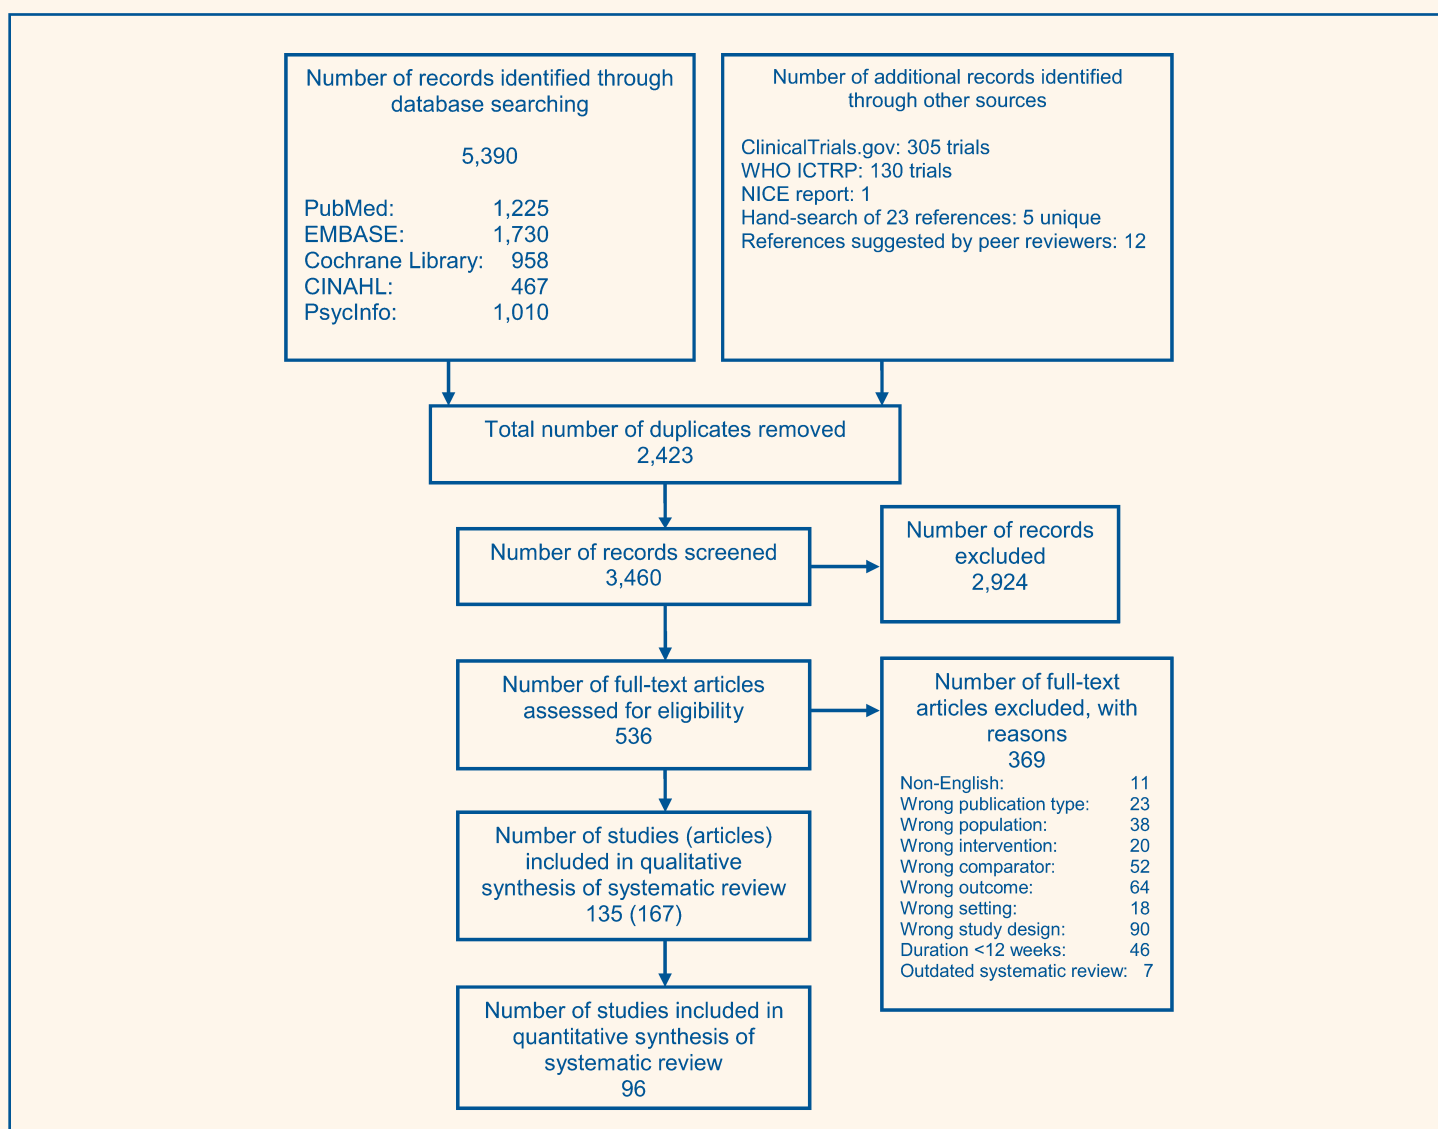 Number of records identified through
database searching
5,390
PubMed: 1,225
EMBASE: 1,730
Cochrane Library: 958
CINAHL: 467
PsycInfo: 1,010
Number of additional records identified
through other sources
ClinicalTrials.gov: 305 trials
WHO ICTRP: 130 trials
NICE report: 1
Hand-search of 23 references: 5 unique
References suggested by peer reviewers: 12
Total number of duplicates removed
2,423
Number of records screened
3,460
Number of records
excluded
2,924
Number of full-text articles
assessed for eligibility
536
Number of full-text
articles excluded, with
reasons
369
Non-English: 11
Wrong publication type: 23
Wrong population: 38
Wrong intervention: 20
Wrong comparator: 52
Wrong outcome: 64
Wrong setting: 18
Wrong study design: 90
Duration <12 weeks: 46
Outdated systematic review: 7
Number of studies (articles)
included in qualitative
synthesis of systematic review
135 (167)
Number of studies included in
quantitative synthesis of
systematic review
96